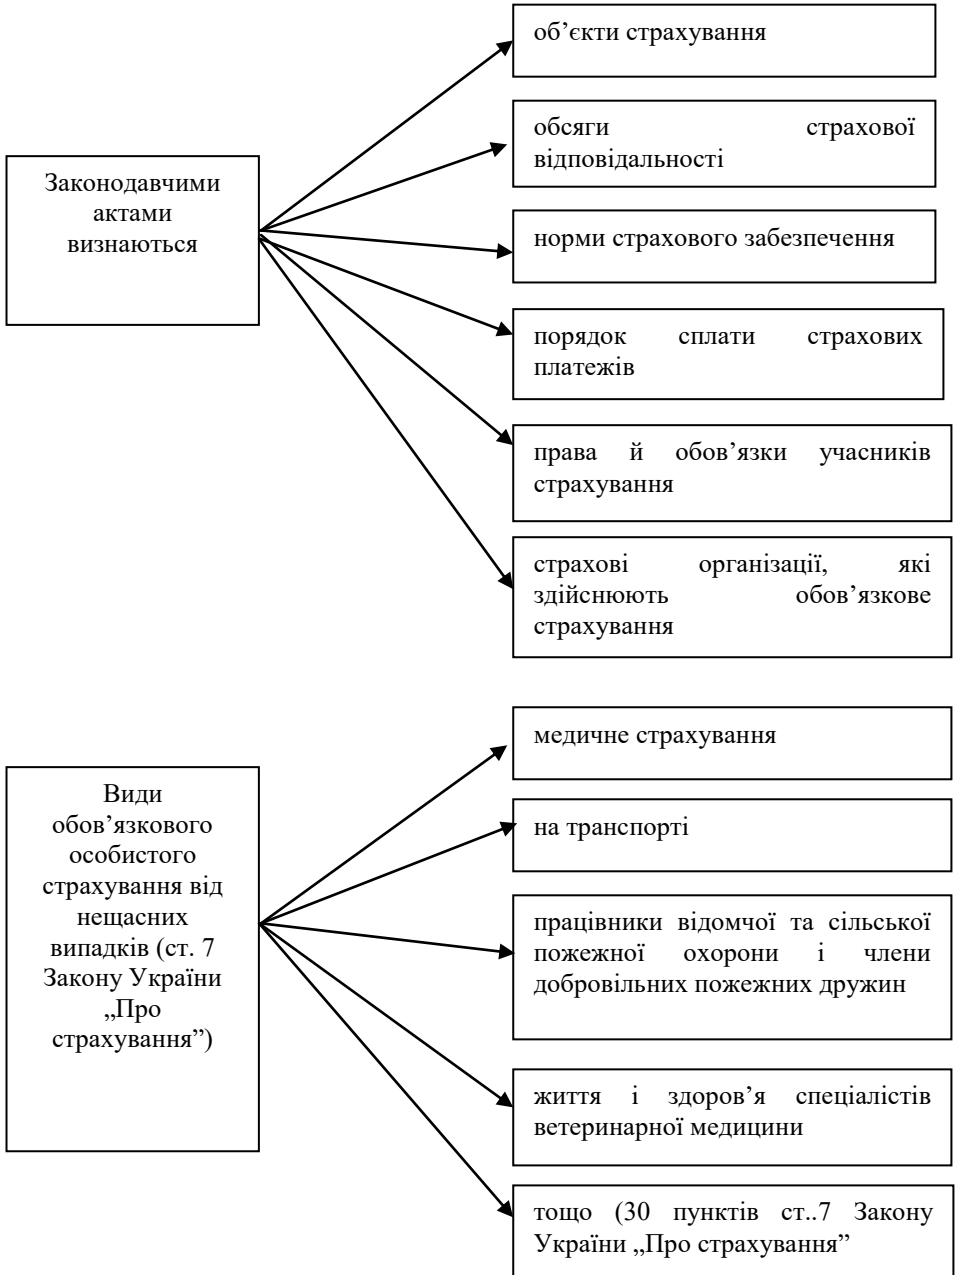 Законодавчими
актами
визнаються
об’єкти страхування
обсяги страхової
відповідальності
норми страхового забезпечення
порядок сплати страхових
платежів
права й обов’язки учасників
страхування
страхові організації, які
здійснюють обов’язкове
страхування
Види
обов’язкового
особистого
страхування від
нещасних
випадків (ст. 7
Закону України
„Про
страхування”)
медичне страхування
на транспорті
працівники відомчої та сільської
пожежної охорони і члени
добровільних пожежних дружин
життя і здоров’я спеціалістів
ветеринарної медицини
тощо (30 пунктів ст..7 Закону
України „Про страхування”